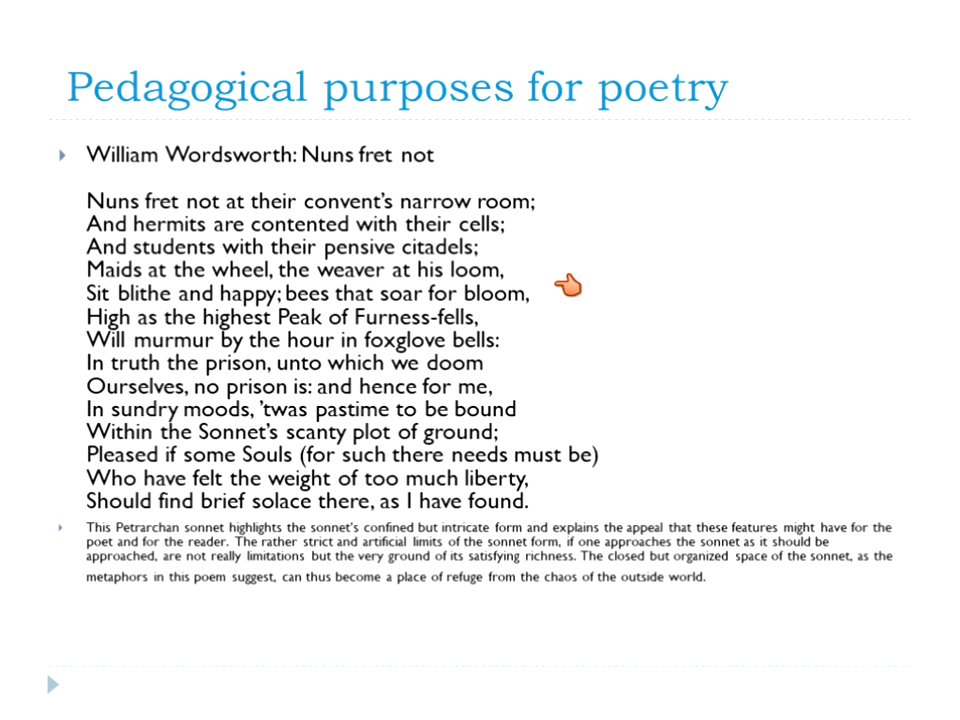 Pedagogical purposes for poetry
William Wordsworth: Nuns fret not
Nuns fret not at their convent’s narrow room;
And hermits are contented with their cells;
And students with their pensive citadels;
Maids at the wheel, the weaver at his loom,
Sit blithe and happy; bees that soar for bloom,
High as the highest Peak of Furness-fells,
Will murmur by the hour in foxglove bells:
In truth the prison, unto which we doom
Ourselves, no prison is: and hence for me,
In sundry moods, ’twas pastime to be bound
Within the Sonnet’s scanty plot of ground;
Pleased if some Souls (for such there needs must be)
Who have felt the weight of too much liberty,
Should find brief solace there, as I have found.
This Petrarchan sonnet highlights the sonnet’s confined but intricate form and explains the appeal that these features might have for the
poet and for the reader. The rather strict and artificial limits of the sonnet form, if one approaches the sonnet as it should be
approached, are not really limitations but the very ground of its satisfying richness. The closed but organized space of the sonnet, as the
metaphors in this poem suggest, can thus become a place of refuge from the chaos of the outside world.